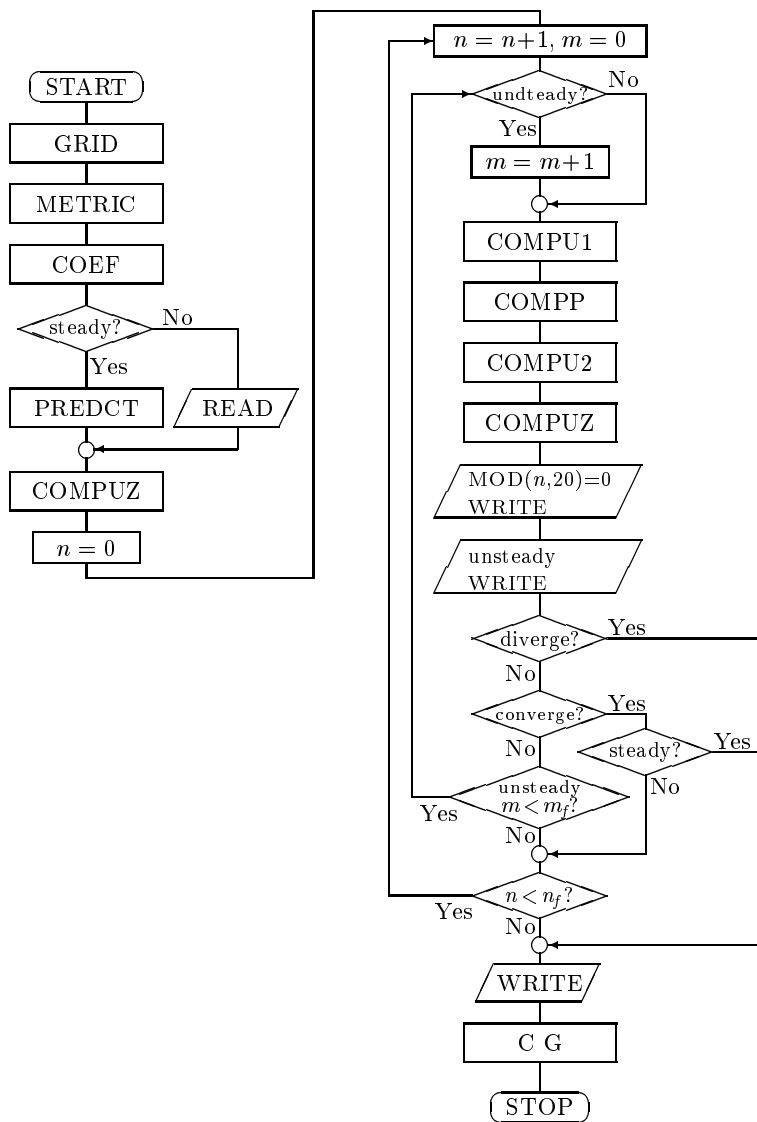 START
GRID
METRIC
COEF
steady?
No
Yes
PREDCT
READ
COMPUZ
n = 0
n = n+1, m = 0
undteady?
No
Yes
m = m+1
COMPU1
COMPP
COMPU2
COMPUZ
MOD(n,20)=0
WRITE
unsteady
WRITE
diverge?
Yes
No
converge?
Yes
No
steady?
Yes
No
unsteady
m < m_f?
Yes
No
n < n_f?
Yes
No
WRITE
C G
STOP